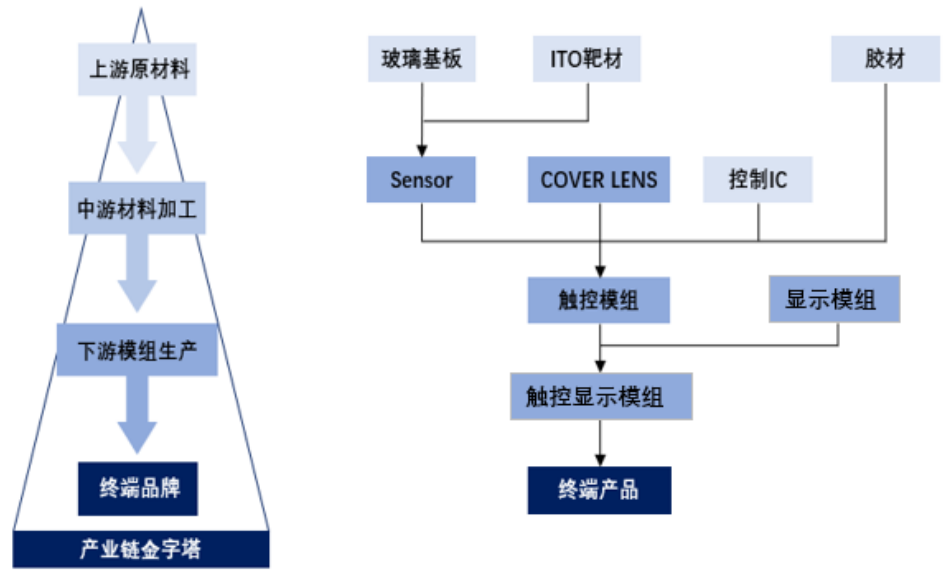 上游原材料
中游材料加工
下游模组生产
终端品牌
产业链金字塔
玻璃基板
ITO靶材
胶材
Sensor
COVER LENS
控制IC
触控模组
显示模组
触控显示模组
终端产品